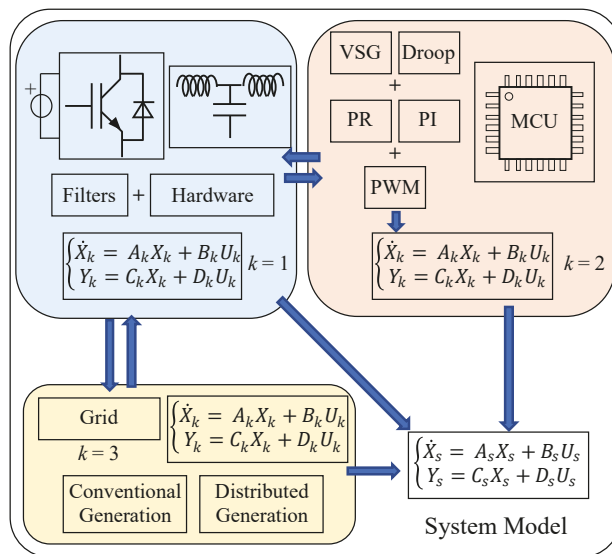 +
Filters + Hardware
Ẋₖ = AₖXₖ + BₖUₖ
Yₖ = CₖXₖ + DₖUₖ
k = 1
VSG Droop
+
PR PI
+
PWM
MCU
Ẋₖ = AₖXₖ + BₖUₖ
Yₖ = CₖXₖ + DₖUₖ
k = 2
Grid
k = 3
Ẋₖ = AₖXₖ + BₖUₖ
Yₖ = CₖXₖ + DₖUₖ
Conventional
Generation
Distributed
Generation
Ẋₛ = AₛXₛ + BₛUₛ
Yₛ = CₛXₛ + DₛUₛ
System Model